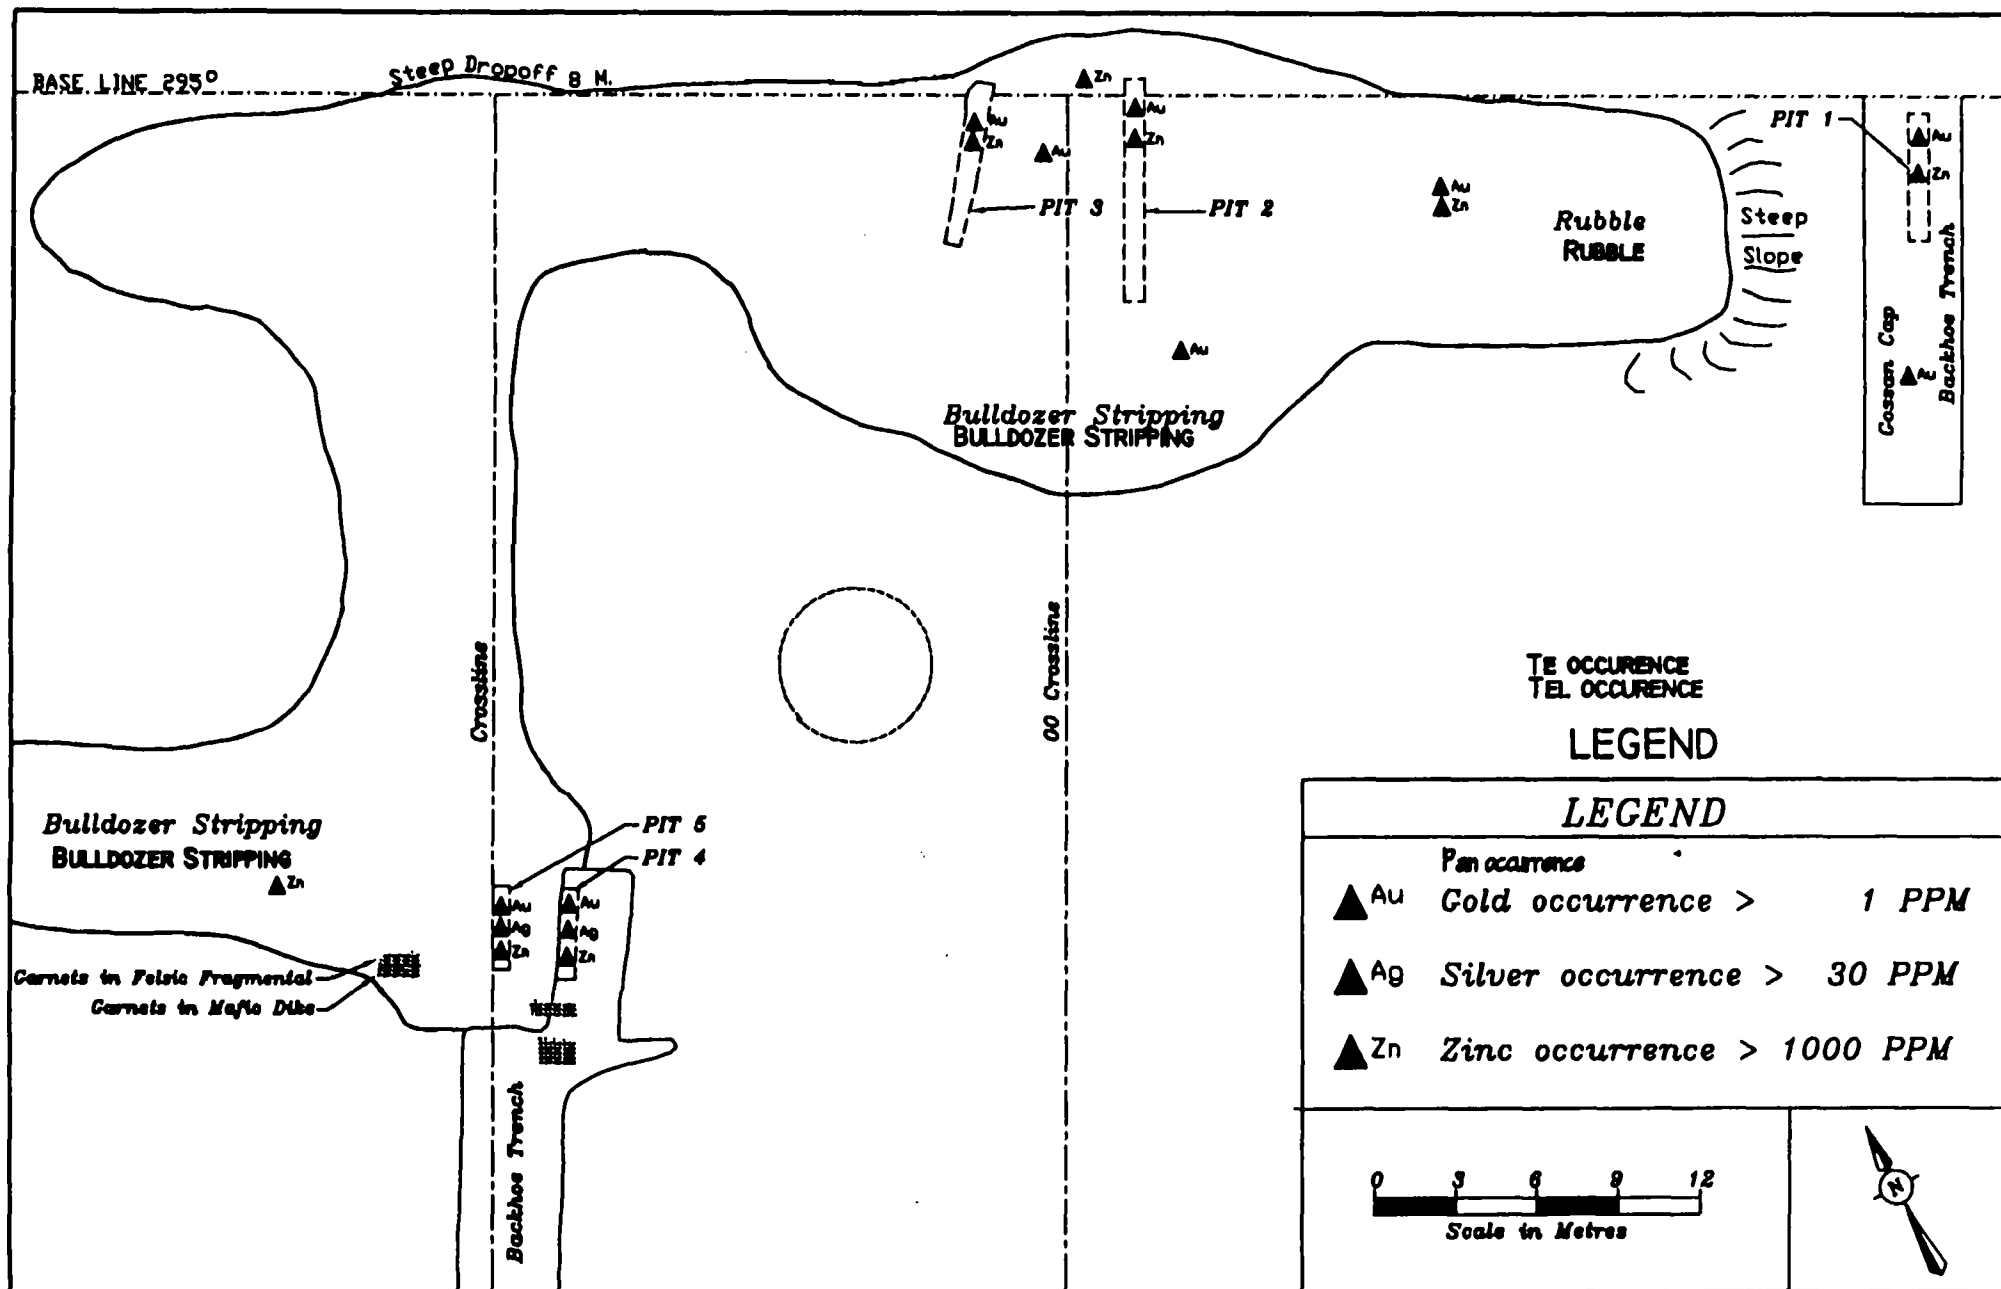 BASE LINE 295°
Steep Dropoff 8 M.
Zn
Au
Zn
Au
Zn
Au
PIT 3
PIT 2
Au
Zn
Rubble
RUBBLE
Steep
Slope
PIT 1
Au
Zn
Gossan Cap
Backhoe Trench
Au
Au
Bulldozer Stripping
BULLDOZER STRIPPING
Crossline
00 Crossline
TE OCCURENCE
TEL OCCURENCE
LEGEND
LEGEND
Pen occurrence
Au Gold occurrence > 1 PPM
Ag Silver occurrence > 30 PPM
Zn Zinc occurrence > 1000 PPM
0 3 6 9 12
Scale in Metres
N
Bulldozer Stripping
BULLDOZER STRIPPING
Zn
PIT 5
PIT 4
Au
Ag
Zn
Au
Ag
Zn
Garnets in Felsic Fragmental
Garnets in Mafic Dike
Backhoe Trench